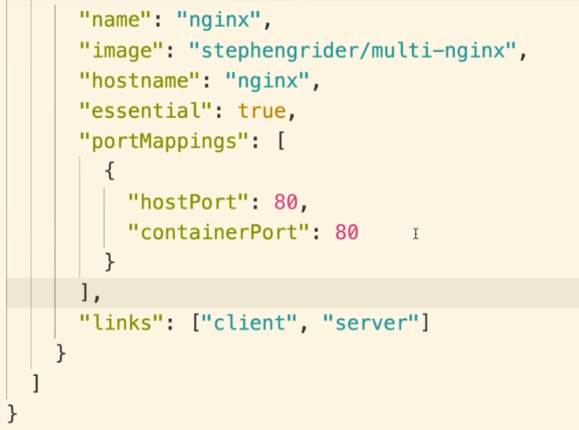 "name": "nginx",
"image": "stephengrider/multi-nginx",
"hostname": "nginx",
"essential": true,
"portMappings": [
{
"hostPort": 80,
"containerPort": 80
}
],
"links": ["client", "server"]
}
]
}